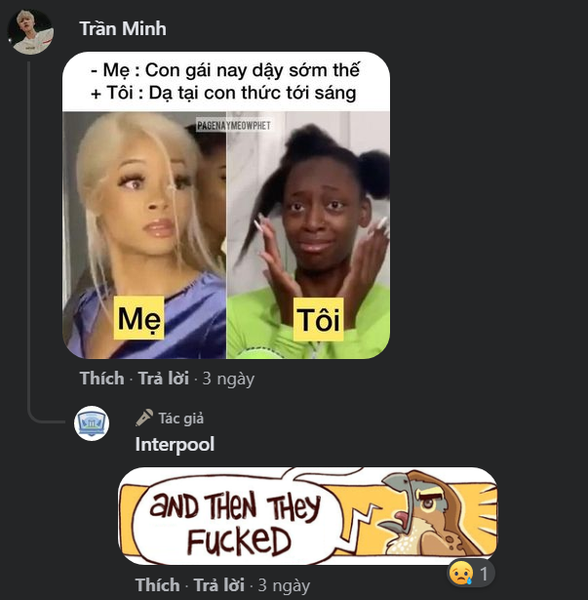 Trần Minh
- Mẹ : Con gái nay dậy sớm thế
+ Tôi : Dạ tại con thức tới sáng
PAGENAYMEOWPHET
Mẹ
Tôi
Thích · Trả lời · 3 ngày
Tác giả
Interpool
AND THEN THEY
FUCKED
1
Thích · Trả lời · 3 ngày